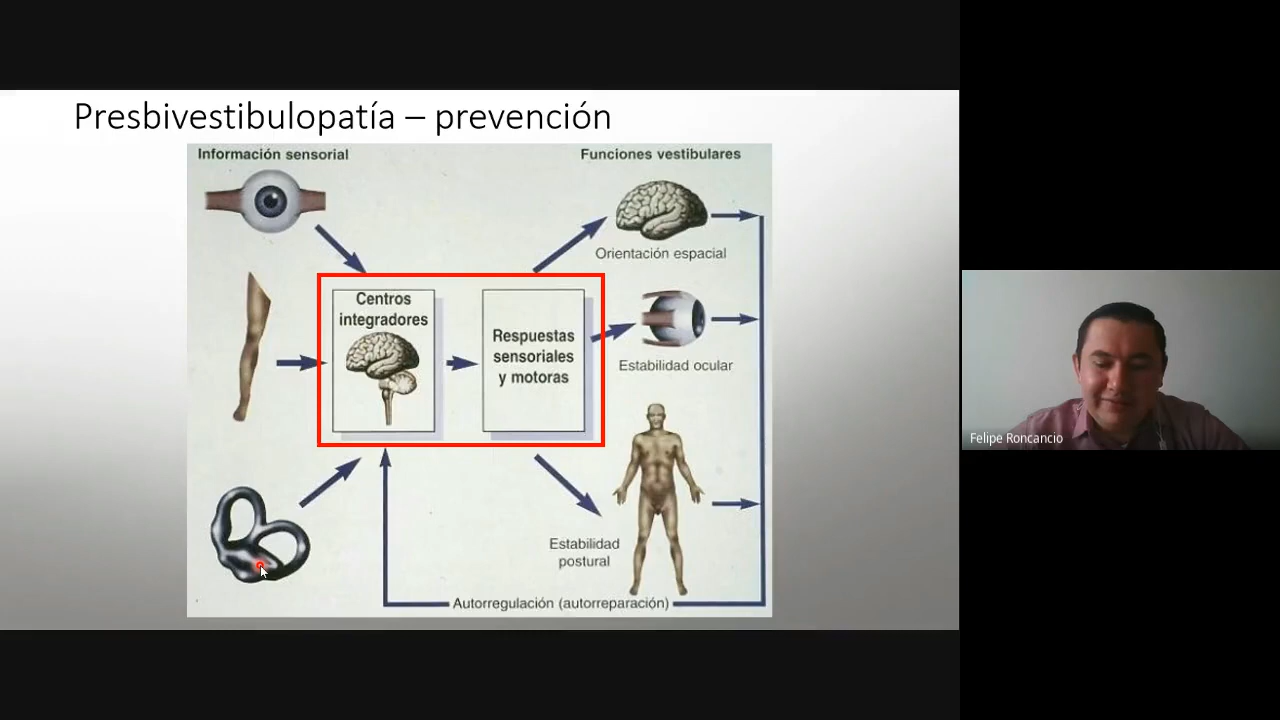 Presbivestibulopatía – prevención
Información sensorial
Funciones vestibulares
Orientación espacial
Centros
integradores
Respuestas
sensoriales
y motoras
Estabilidad ocular
Estabilidad
postural
Autorregulación (autorreparación)
Felipe Roncancio